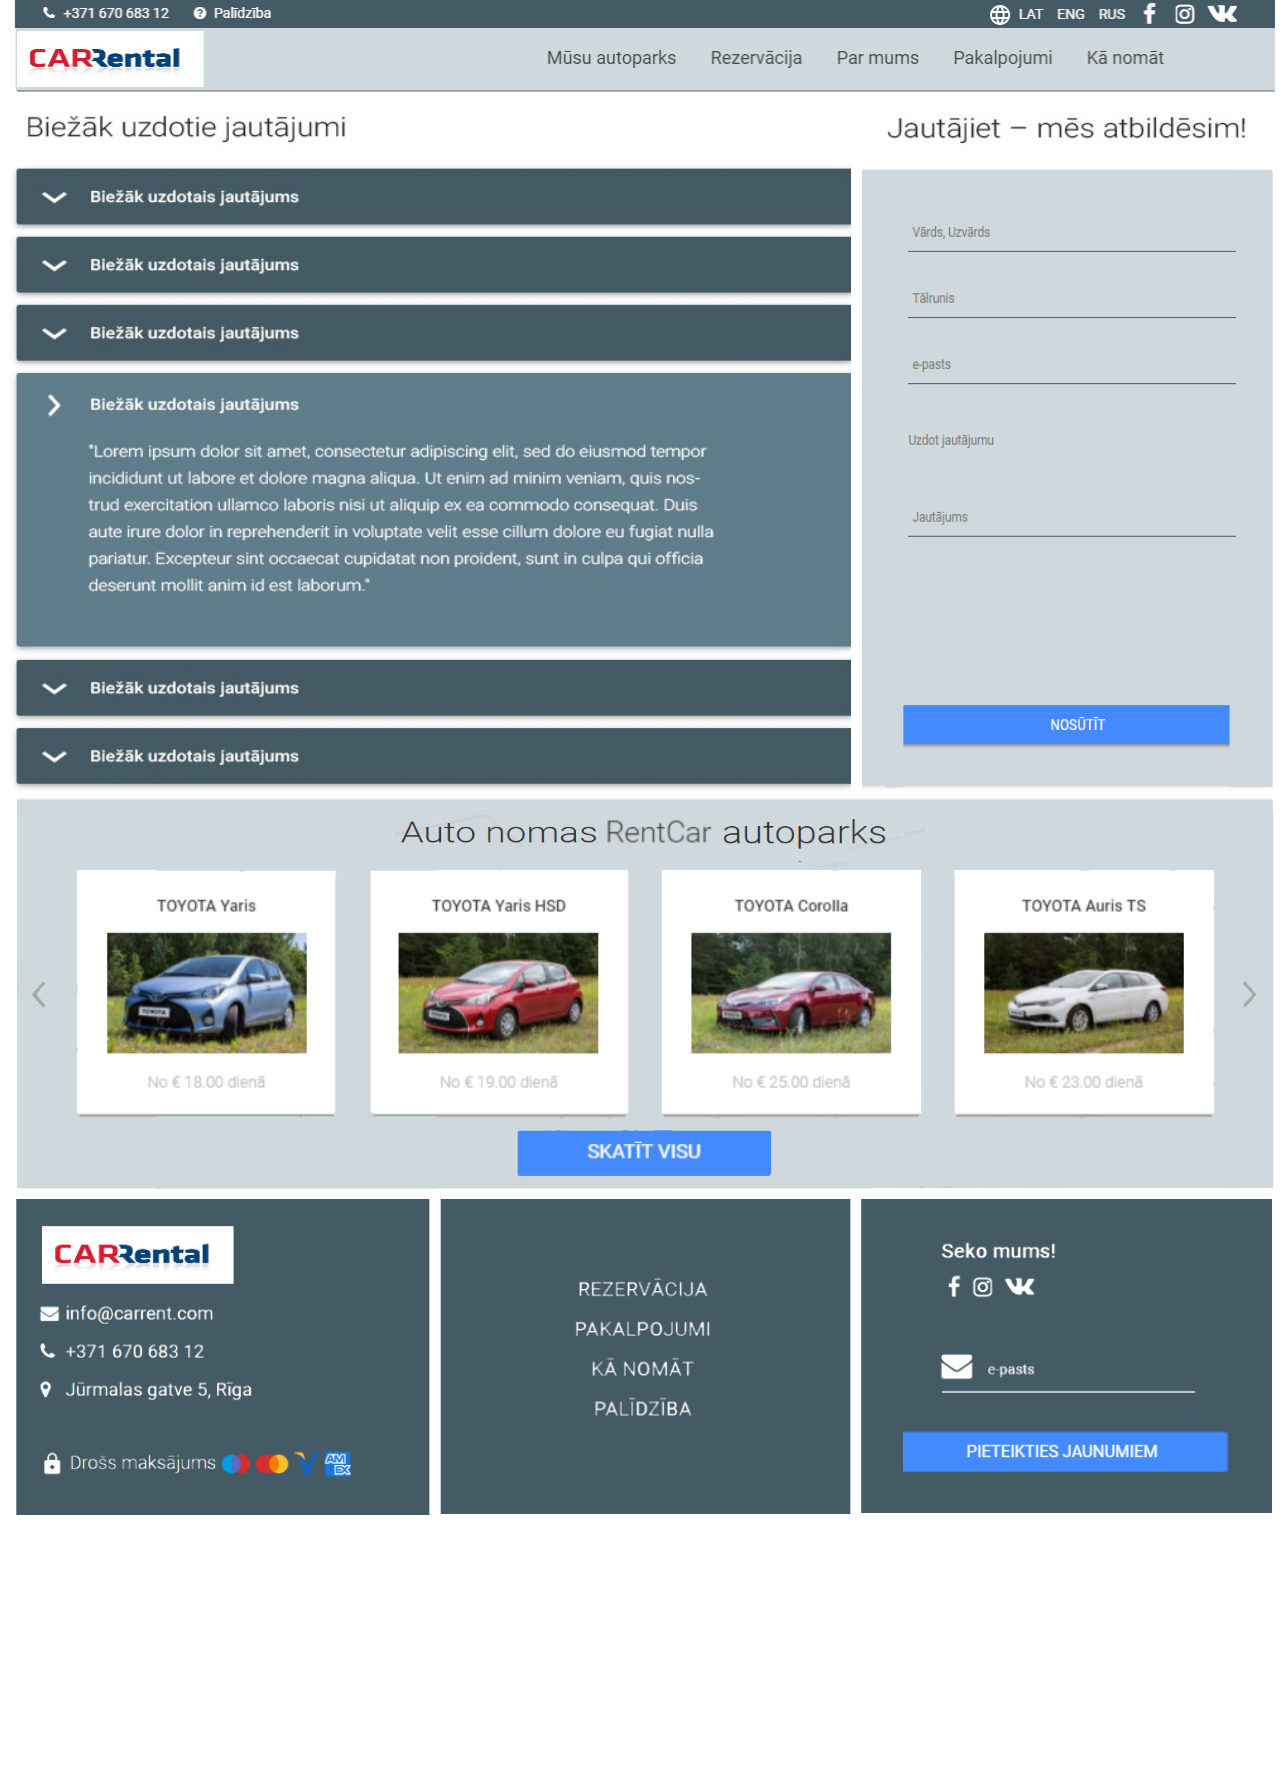 +371 670 683 12 Palīdzība LAT ENG RUS
CARRental Mūsu autoparks Rezervācija Par mums Pakalpojumi Kā nomāt
Biežāk uzdotie jautājumi
Biežāk uzdotais jautājums
Biežāk uzdotais jautājums
Biežāk uzdotais jautājums
Biežāk uzdotais jautājums
"Lorem ipsum dolor sit amet, consectetur adipiscing elit, sed do eiusmod tempor
incididunt ut labore et dolore magna aliqua. Ut enim ad minim veniam, quis nos-
trud exercitation ullamco laboris nisi ut aliquip ex ea commodo consequat. Duis
aute irure dolor in reprehenderit in voluptate velit esse cillum dolore eu fugiat nulla
pariatur. Excepteur sint occaecat cupidatat non proident, sunt in culpa qui officia
deserunt mollit anim id est laborum."
Biežāk uzdotais jautājums
Biežāk uzdotais jautājums
Jautājiet – mēs atbildēsim!
Vārds, Uzvārds
Tālrunis
e-pasts
Uzdot jautājumu
Jautājums
NOSŪTĪT
Auto nomas RentCar autoparks
TOYOTA Yaris
TOYOTA
No € 18.00 dienā
TOYOTA Yaris HSD
TOYOTA
No € 19.00 dienā
TOYOTA Corolla
TOYOTA
No € 25.00 dienā
TOYOTA Auris TS
TOYOTA
No € 23.00 dienā
SKATĪT VISU
CARRental
info@carrent.com
+371 670 683 12
Jūrmalas gatve 5, Rīga
Drošs maksājums AM EX
REZERVĀCIJA
PAKALPOJUMI
KĀ NOMĀT
PALĪDZĪBA
Seko mums!
e-pasts
PIETEIKTIES JAUNUMIEM